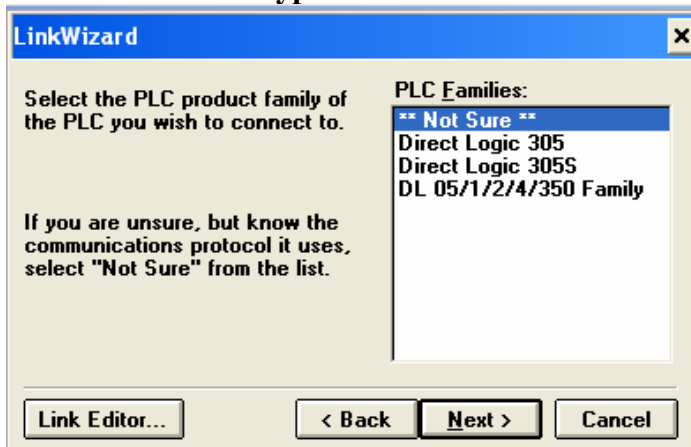 LinkWizard
Select the PLC product family of
the PLC you wish to connect to.
If you are unsure, but know the
communications protocol it uses,
select "Not Sure" from the list.
PLC Families:
** Not Sure **
Direct Logic 305
Direct Logic 305S
DL 05/1/2/4/350 Family
Link Editor...
< Back
Next >
Cancel